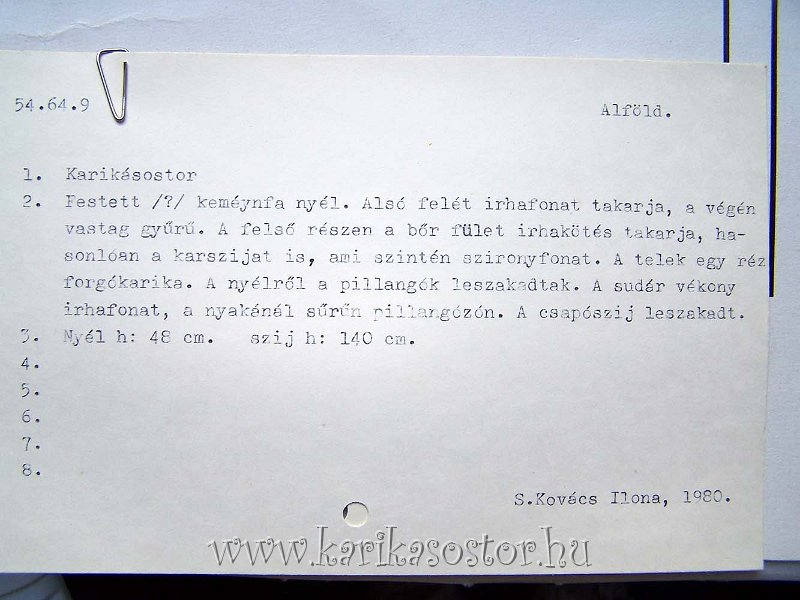 54.64.9
Alföld.
1. Karikásostor
2. Festett /?/ keméynfa nyél. Alsó felét irhafonat takarja, a végén
vastag gyűrű. A felső részen a bőr fület irhakötés takarja, ha-
sonlóan a karszijat is, ami szintén szironyfonat. A telek egy réz
forgókarika. A nyélről a pillangók leszakadtak. A sudár vékony
irhafonat, a nyakánál sűrűn pillangózón. A csapószij leszakadt.
3. Nyél h: 48 cm. szij h: 140 cm.
4.
5.
6.
7.
8.
S.Kovács Ilona, 1980.
www.karikasostor.hu